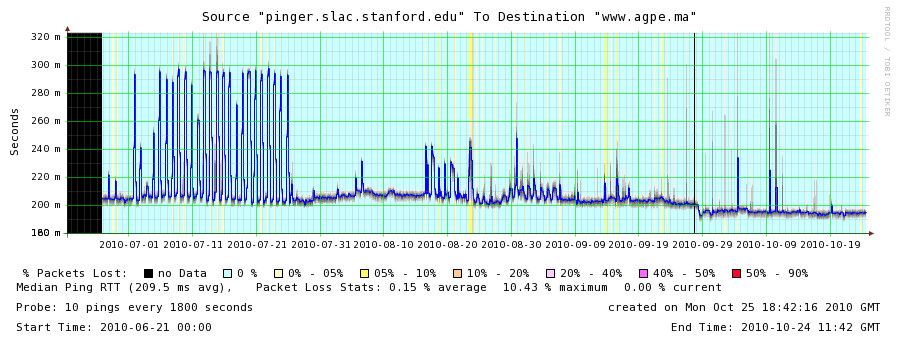 Source "pinger.slac.stanford.edu" To Destination "www.agpe.ma"
RRDTOOL / TOBI OETIKER
Seconds
320 m
300 m
280 m
260 m
240 m
220 m
200 m
180 m
2010-07-01 2010-07-11 2010-07-21 2010-07-31 2010-08-10 2010-08-20 2010-08-30 2010-09-09 2010-09-19 2010-09-29 2010-10-09 2010-10-19
% Packets Lost: no Data 0 % 0% - 05% 05% - 10% 10% - 20% 20% - 40% 40% - 50% 50% - 90%
Median Ping RTT (209.5 ms avg), Packet Loss Stats: 0.15 % average 10.43 % maximum 0.00 % current
Probe: 10 pings every 1800 seconds created on Mon Oct 25 18:42:16 2010 GMT
Start Time: 2010-06-21 00:00 End Time: 2010-10-24 11:42 GMT